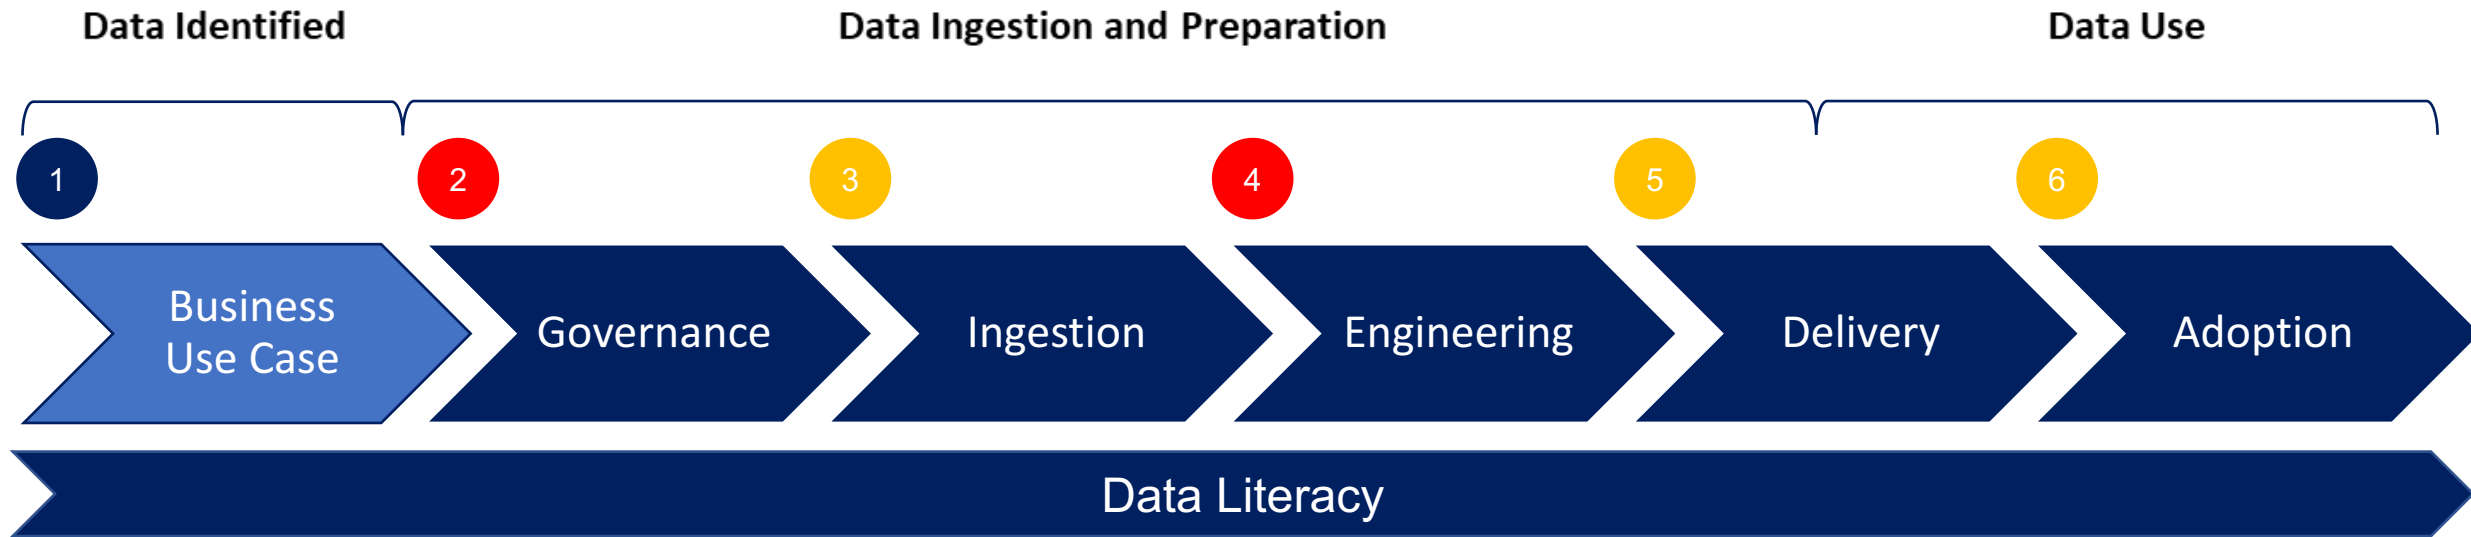 Data Identified
Data Ingestion and Preparation
Data Use
1
2
3
4
5
6
Business
Use Case
Governance
Ingestion
Engineering
Delivery
Adoption
Data Literacy